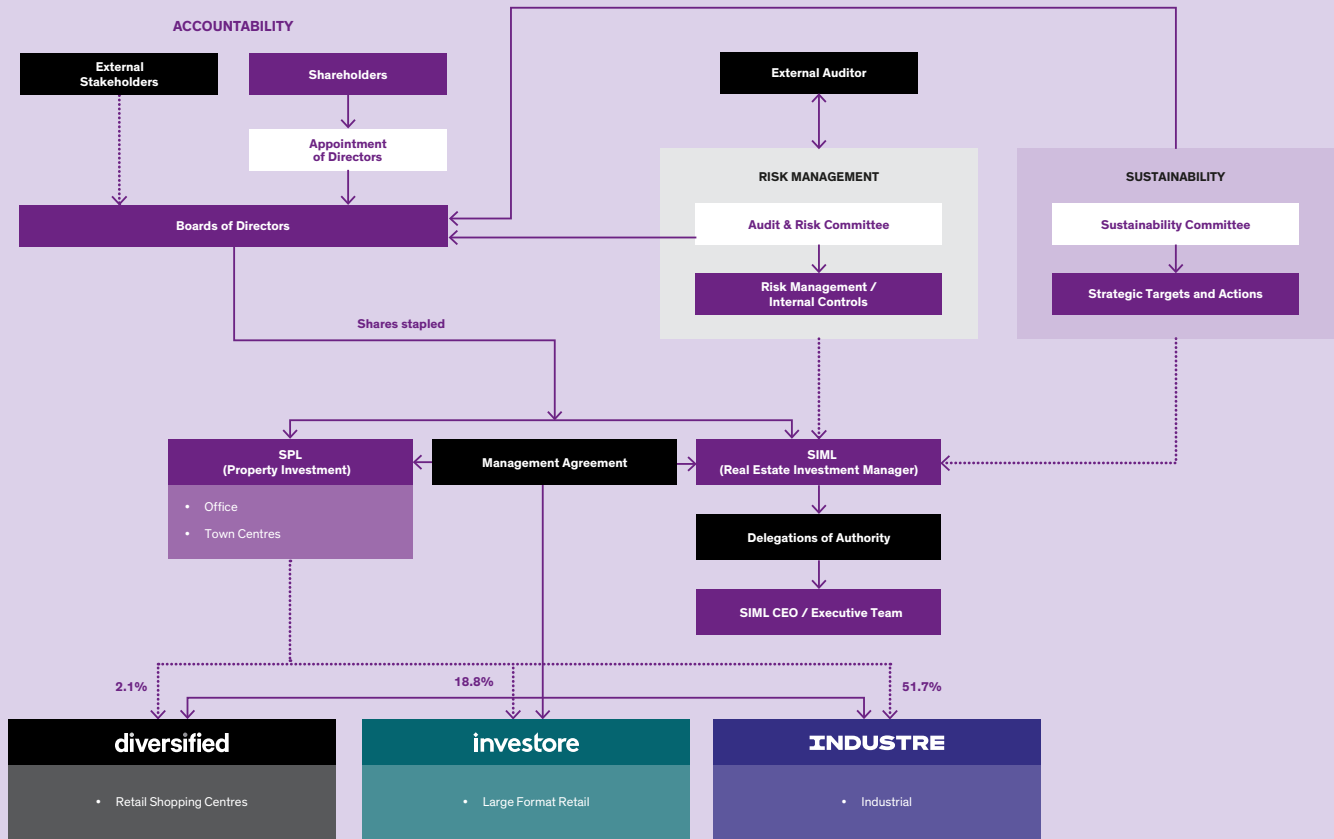 ACCOUNTABILITY
External
Stakeholders
Shareholders
External Auditor
Appointment
of Directors
RISK MANAGEMENT
SUSTAINABILITY
Boards of Directors
Audit & Risk Committee
Sustainability Committee
Risk Management /
Internal Controls
Strategic Targets and Actions
Shares stapled
SPL
(Property Investment)
Management Agreement
SIML
(Real Estate Investment Manager)
• Office
• Town Centres
Delegations of Authority
SIML CEO / Executive Team
2.1%
18.8%
51.7%
diversified
investore
INDUSTRE
• Retail Shopping Centres
• Large Format Retail
• Industrial